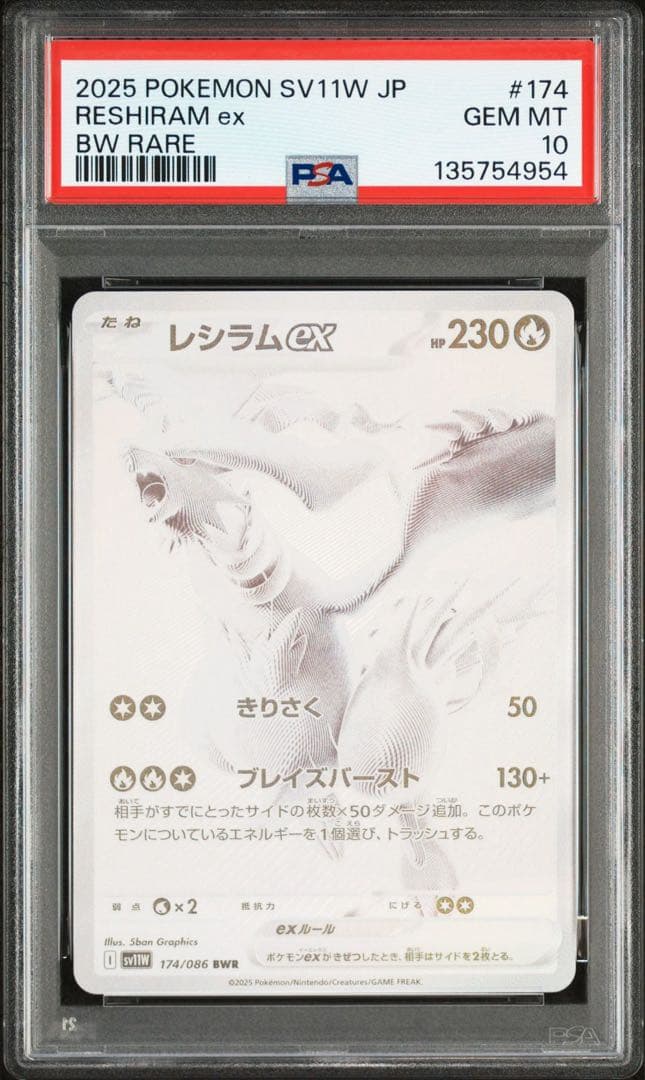 2025 POKEMON SV11W JP #174
RESHIRAM ex GEM MT
BW RARE 10
PSA 135754954
たね レシラムex HP230
きりさく 50
ブレイズバースト 130+
相手がすでにとったサイドの枚数×50ダメージ追加。このポケ
モンについているエネルギーを1個選び、トラッシュする。
弱点 ×2 抵抗力 にげる
exルール
ポケモンexがきぜつしたとき、相手はサイドを2枚とる。
Illus. 5ban Graphics
I SV11W 174/086 BWR
©2025 Pokémon/Nintendo/Creatures/GAME FREAK.
PSA